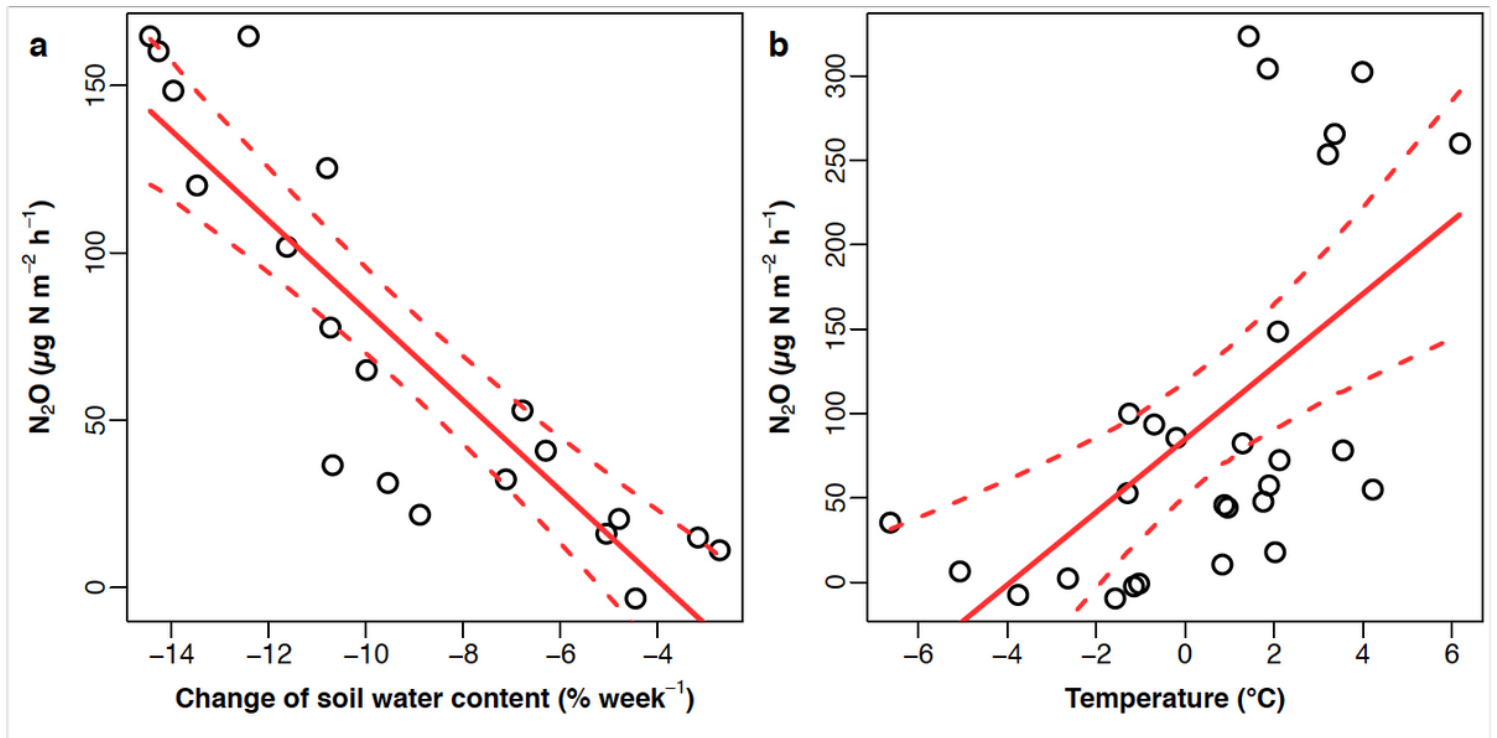 a
150
100
50
0
N₂O (µg N m⁻² h⁻¹)
−14 −12 −10 −8 −6 −4
Change of soil water content (% week⁻¹)
b
300
250
200
150
100
50
0
N₂O (µg N m⁻² h⁻¹)
−6 −4 −2 0 2 4 6
Temperature (°C)